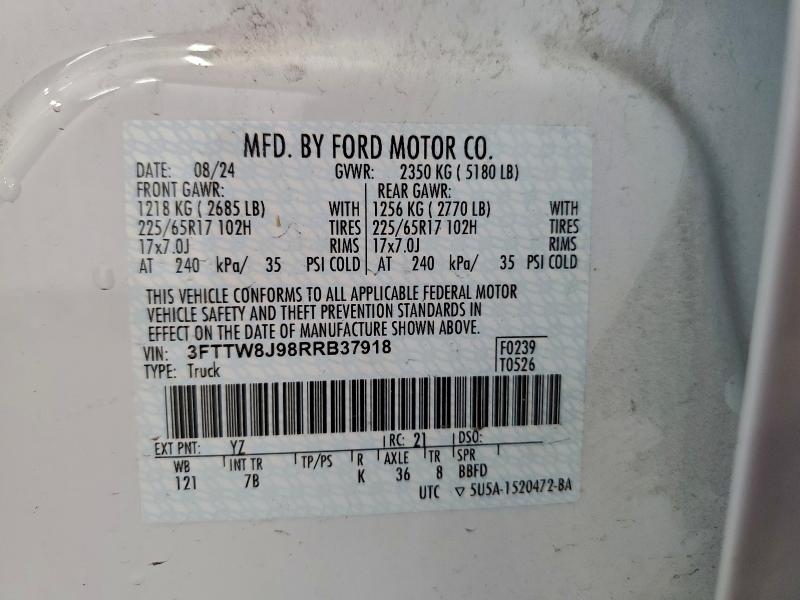 MFD. BY FORD MOTOR CO.
DATE: 08/24 GVWR: 2350 KG ( 5180 LB)
FRONT GAWR: REAR GAWR:
1218 KG ( 2685 LB) WITH 1256 KG ( 2770 LB) WITH
225/65R17 102H TIRES 225/65R17 102H TIRES
17x7.0J RIMS 17x7.0J RIMS
AT 240 kPa/ 35 PSI COLD AT 240 kPa/ 35 PSI COLD
THIS VEHICLE CONFORMS TO ALL APPLICABLE FEDERAL MOTOR
VEHICLE SAFETY AND THEFT PREVENTION STANDARDS IN
EFFECT ON THE DATE OF MANUFACTURE SHOWN ABOVE.
VIN: 3FTTW8J98RRB37918 F0239
TYPE: Truck T0526
EXT PNT: YZ RC: 21 DSO:
WB INT TR TP/PS R AXLE TR SPR
121 7B K 36 8 BBFD
UTC ▽ 5U5A-1520472-BA